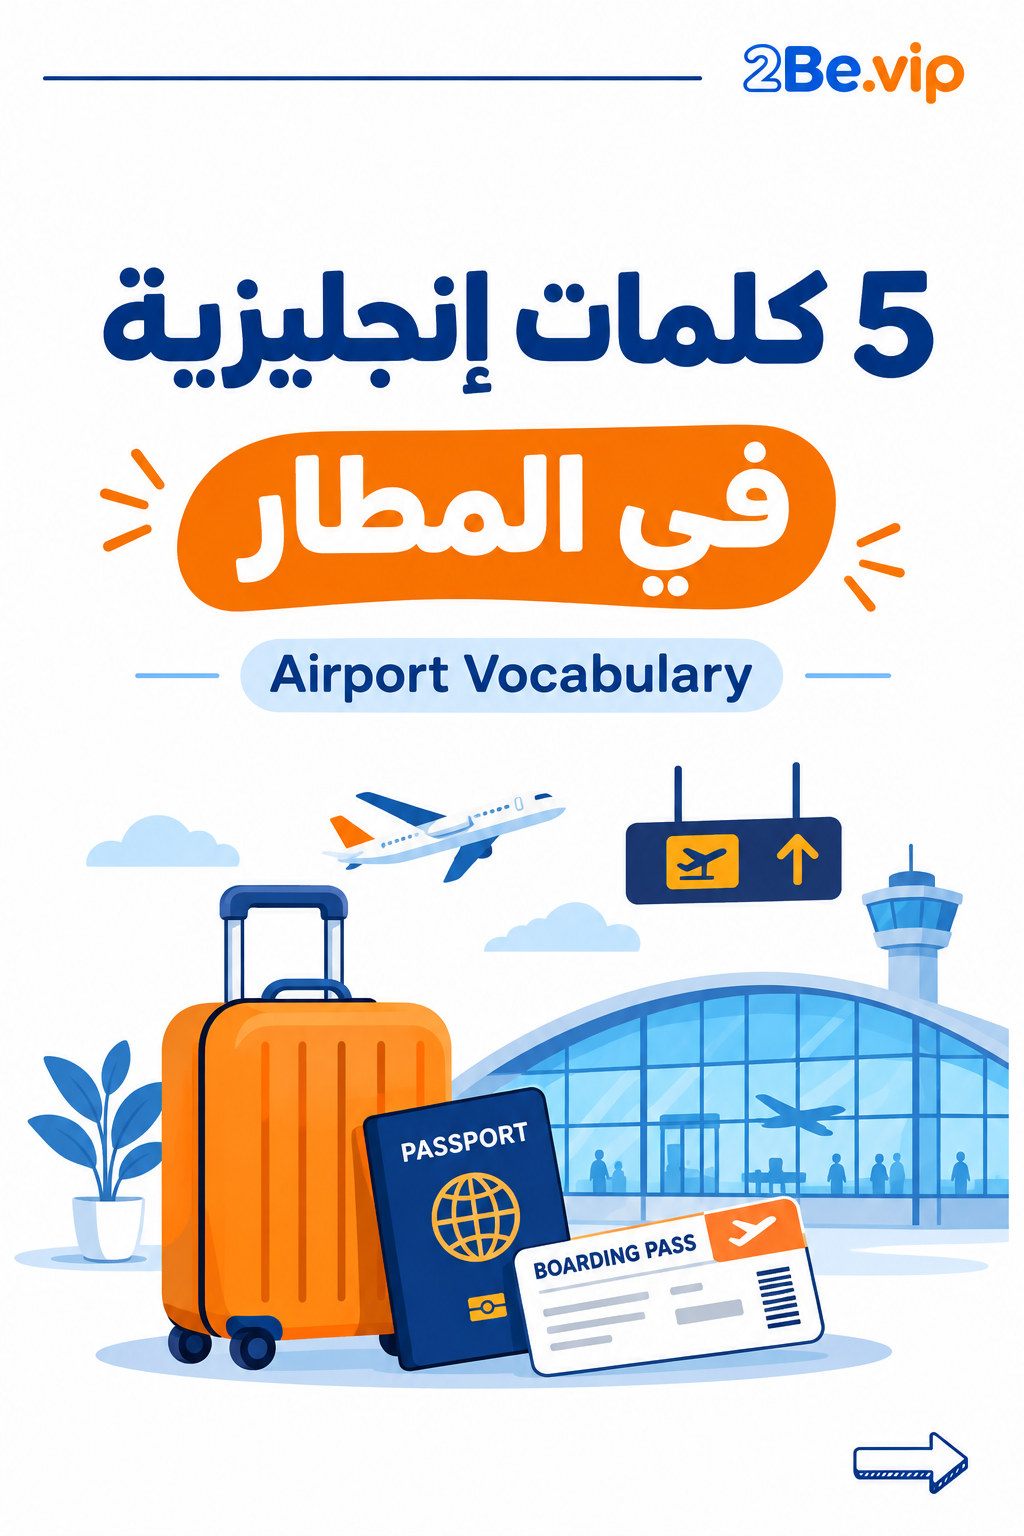 2Be.vip
5 كلمات إنجليزية
في المطار
Airport Vocabulary
PASSPORT
BOARDING PASS